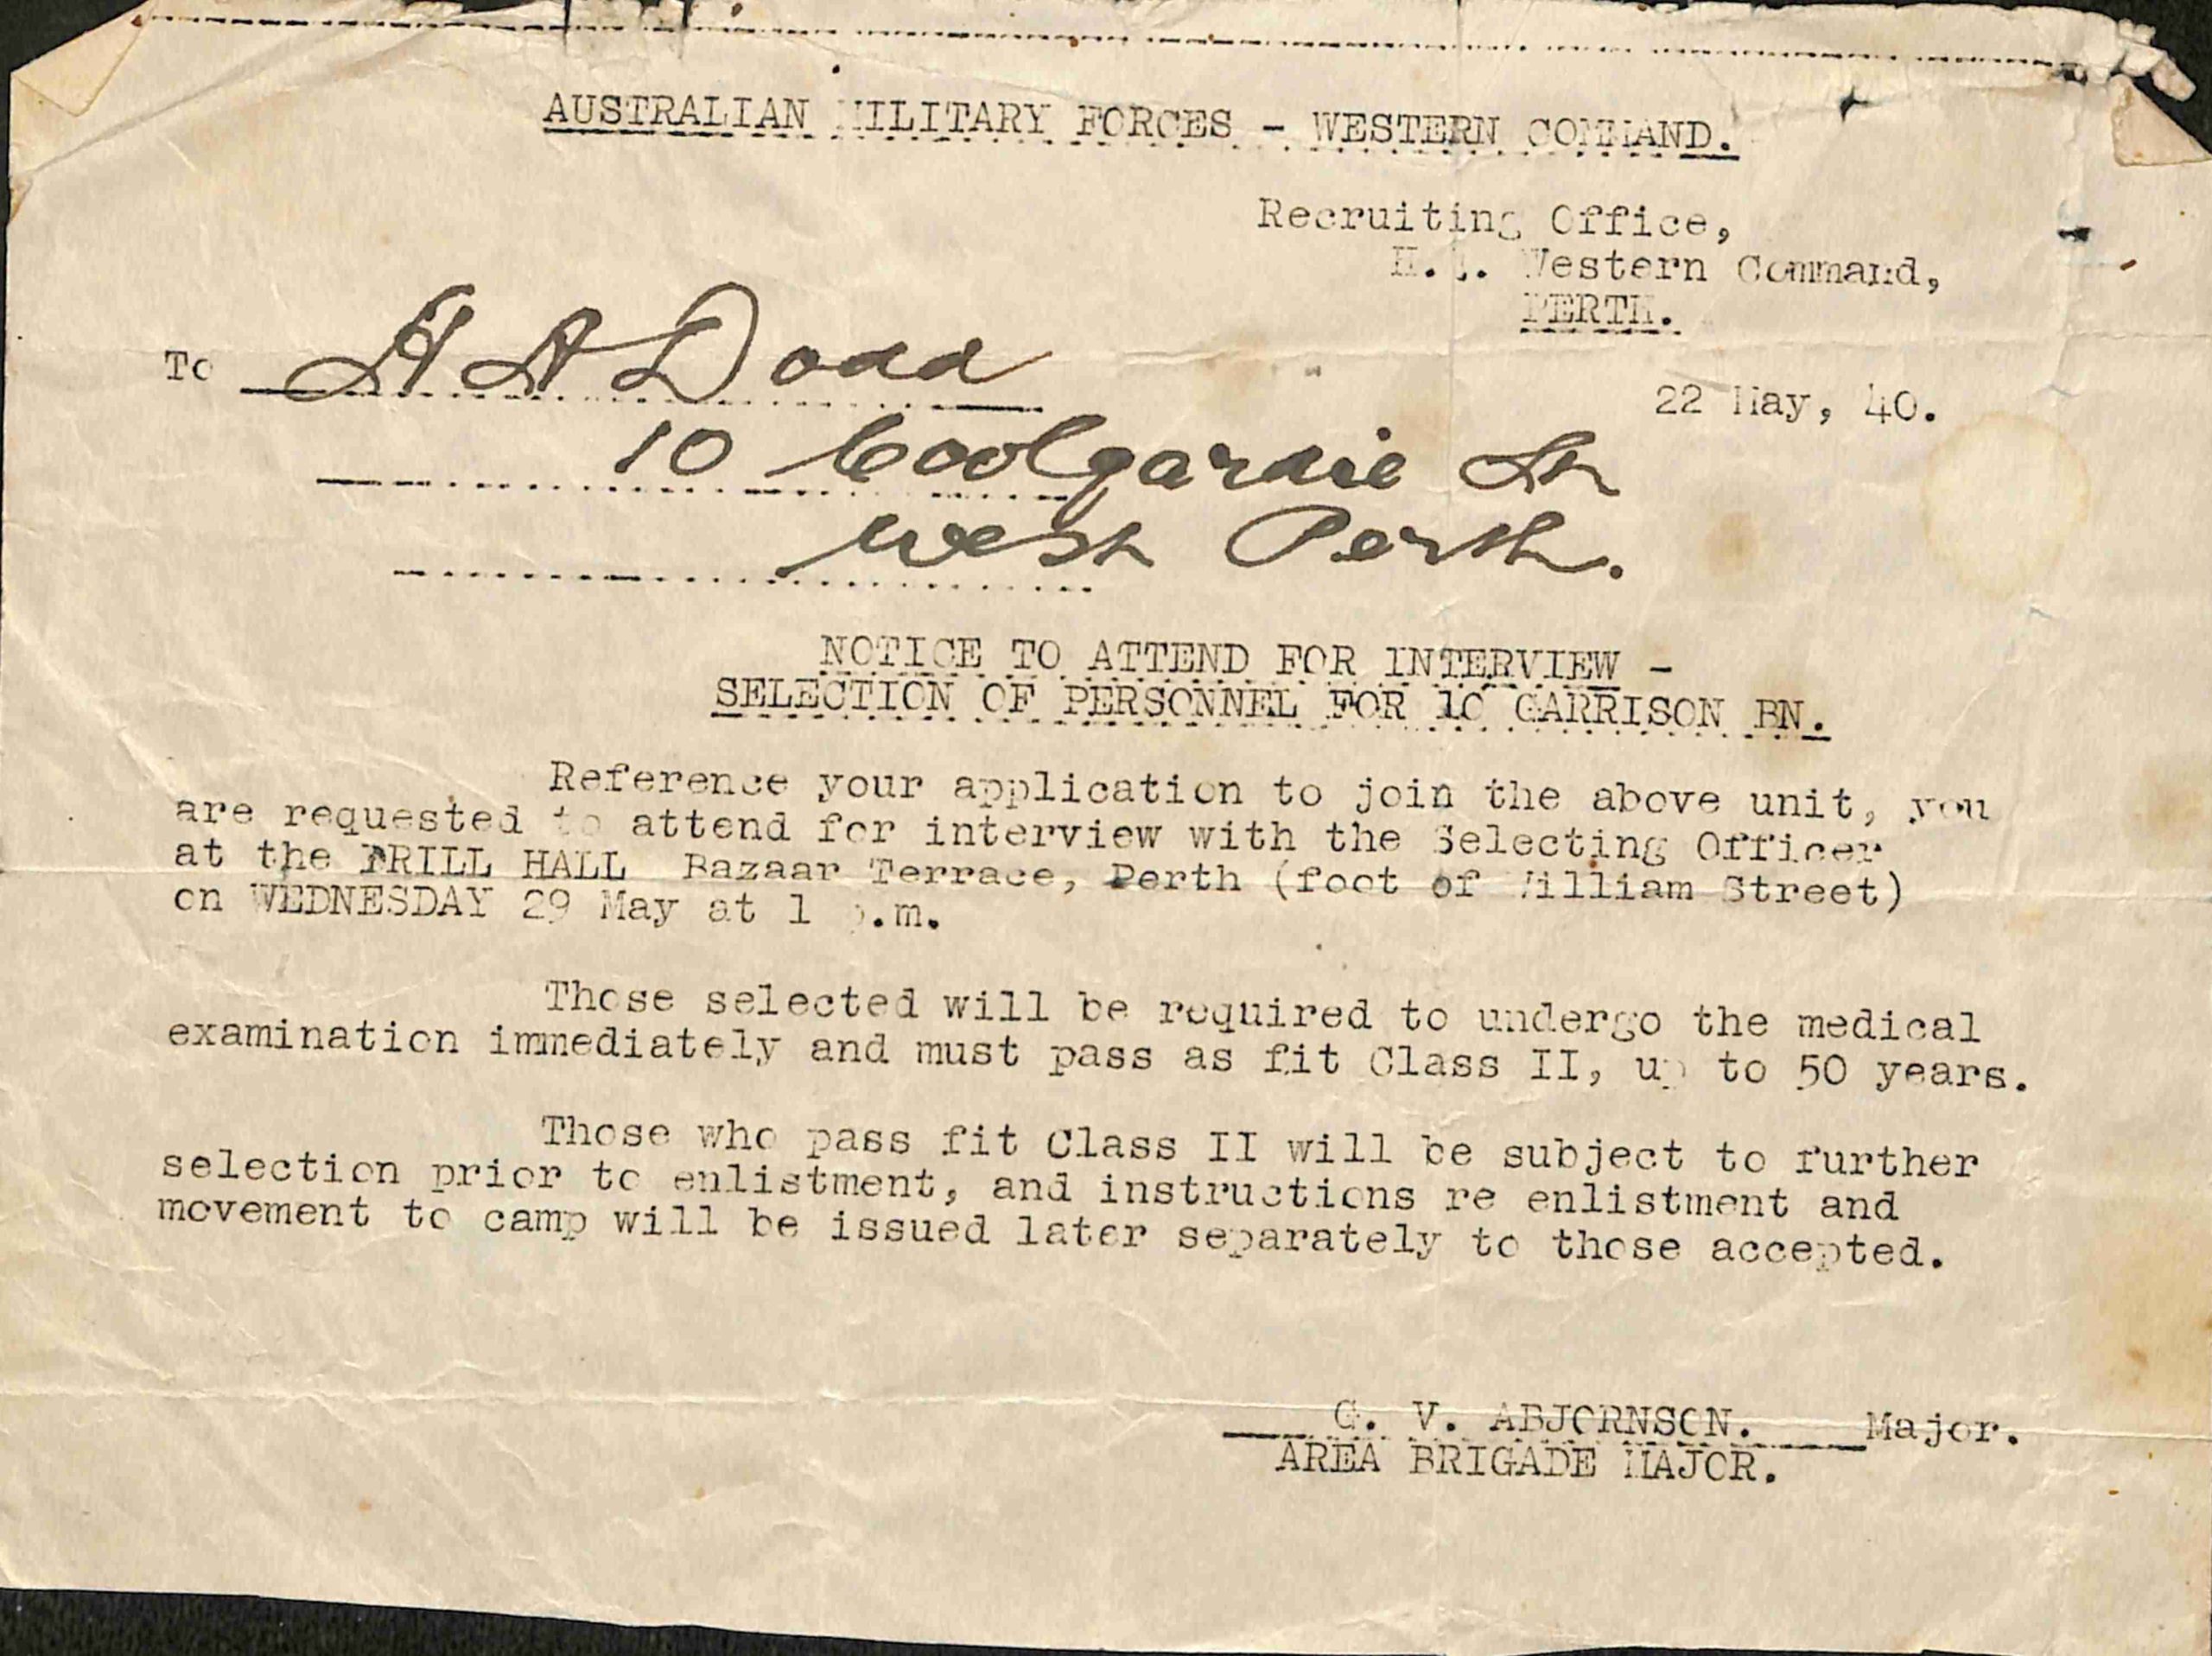 AUSTRALIAN MILITARY FORCES - WESTERN COMMAND.
Recruiting Office,
H.Q. Western Command,
PERTH.
To H A Dodd
22 May, 40.
10 Coolgardie St
West Perth.
NOTICE TO ATTEND FOR INTERVIEW -
SELECTION OF PERSONNEL FOR 10 GARRISON BN.
Reference your application to join the above unit, you
are requested to attend for interview with the Selecting Officer
at the DRILL HALL Bazaar Terrace, Perth (foot of William Street)
on WEDNESDAY 29 May at 1 p.m.
Those selected will be required to undergo the medical
examination immediately and must pass as fit Class II, up to 50 years.
Those who pass fit Class II will be subject to further
selection prior to enlistment, and instructions re enlistment and
movement to camp will be issued later separately to those accepted.
G. V. ABJORNSON. Major.
AREA BRIGADE MAJOR.